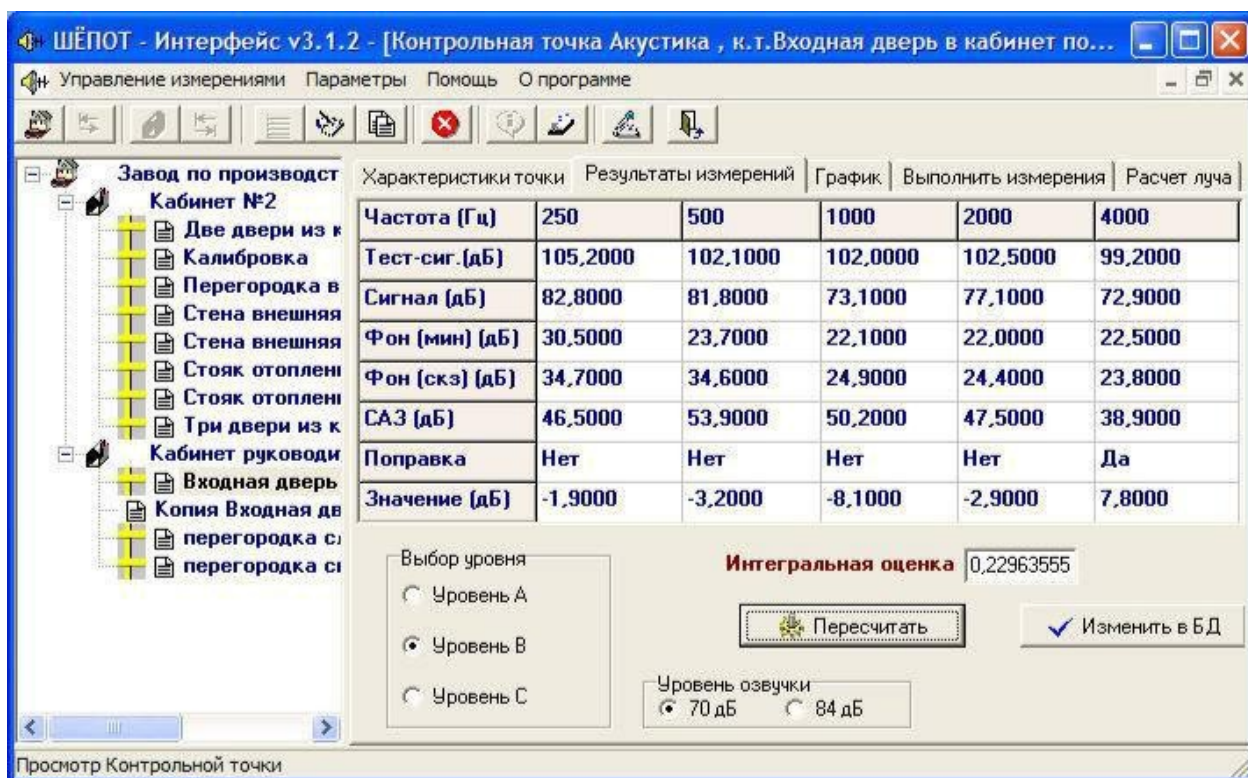 ШЁПОТ - Интерфейс v3.1.2 - [Контрольная точка Акустика , к.т.Входная дверь в кабинет по...
Управление измерениями Параметры Помощь О программе
Завод по производст
Кабинет №2
Две двери из к
Калибровка
Перегородка в
Стена внешняя
Стена внешняя
Стояк отоплени
Стояк отоплени
Три двери из к
Кабинет руководи
Входная дверь
Копия Входная дв
перегородка сл
перегородка сп
Характеристики точки Результаты измерений График Выполнить измерения Расчет луча
Частота (Гц) 250 500 1000 2000 4000
Тест-сиг.(дБ) 105,2000 102,1000 102,0000 102,5000 99,2000
Сигнал (дБ) 82,8000 81,8000 73,1000 77,1000 72,9000
Фон (мин) (дБ) 30,5000 23,7000 22,1000 22,0000 22,5000
Фон (скз) (дБ) 34,7000 34,6000 24,9000 24,4000 23,8000
САЗ (дБ) 46,5000 53,9000 50,2000 47,5000 38,9000
Поправка Нет Нет Нет Нет Да
Значение (дБ) -1,9000 -3,2000 -8,1000 -2,9000 7,8000
Выбор уровня
Уровень А
Уровень В
Уровень С
Интегральная оценка 0,22963555
Пересчитать
Изменить в БД
Уровень озвучки
70 дБ 84 дБ
Просмотр Контрольной точки